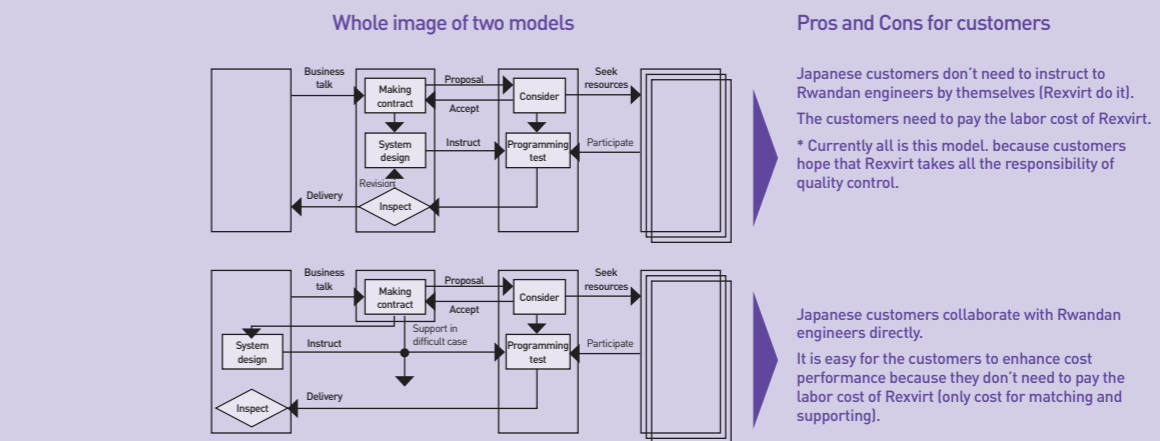 Whole image of two models
Pros and Cons for customers
Business
talk
Making
contract
Proposal
Accept
Consider
Seek
resources
System
design
Instruct
Programming
test
Participate
Revision
Delivery
Inspect
Japanese customers don't need to instruct to
Rwandan engineers by themselves (Rexvirt do it).
The customers need to pay the labor cost of Rexvirt.
* Currently all is this model. because customers
hope that Rexvirt takes all the responsibility of
quality control.
Business
talk
Making
contract
Proposal
Accept
Consider
Seek
resources
System
design
Instruct
Support in
difficult case
Programming
test
Participate
Delivery
Inspect
Japanese customers collaborate with Rwandan
engineers directly.
It is easy for the customers to enhance cost
performance because they don't need to pay the
labor cost of Rexvirt (only cost for matching and
supporting).